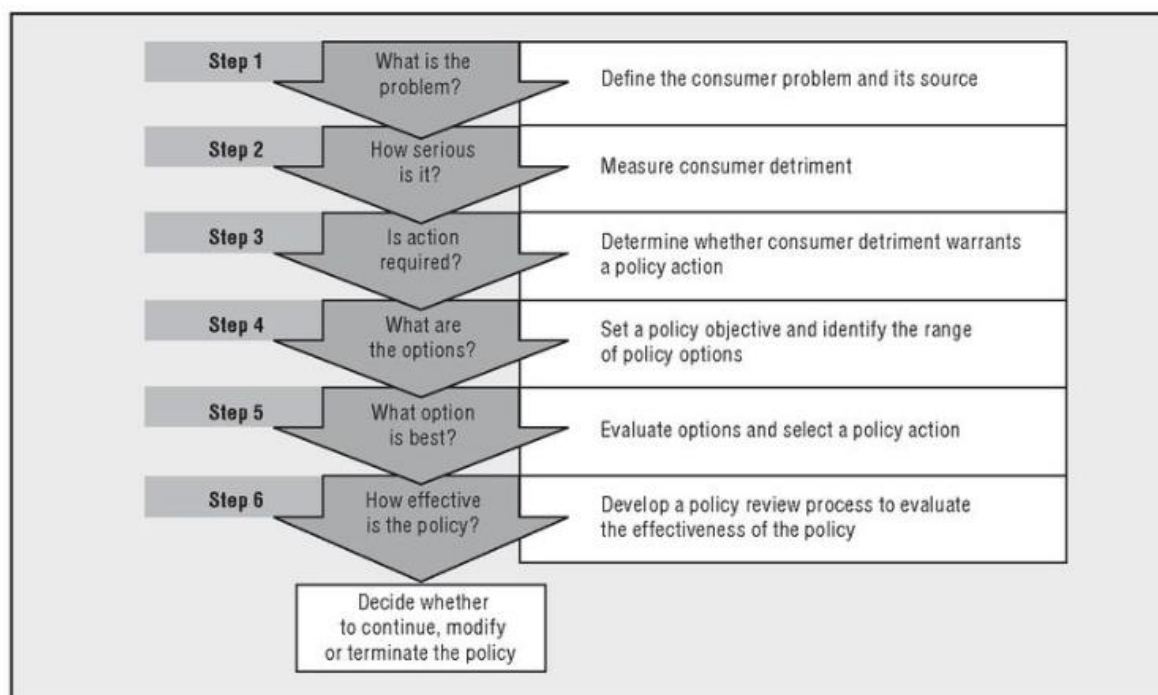 Step 1
What is the
problem?
Define the consumer problem and its source
Step 2
How serious
is it?
Measure consumer detriment
Step 3
Is action
required?
Determine whether consumer detriment warrants
a policy action
Step 4
What are
the options?
Set a policy objective and identify the range
of policy options
Step 5
What option
is best?
Evaluate options and select a policy action
Step 6
How effective
is the policy?
Develop a policy review process to evaluate
the effectiveness of the policy
Decide whether
to continue, modify
or terminate the policy